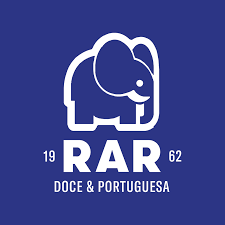 19 RAR 62
DOCE & PORTUGUESA